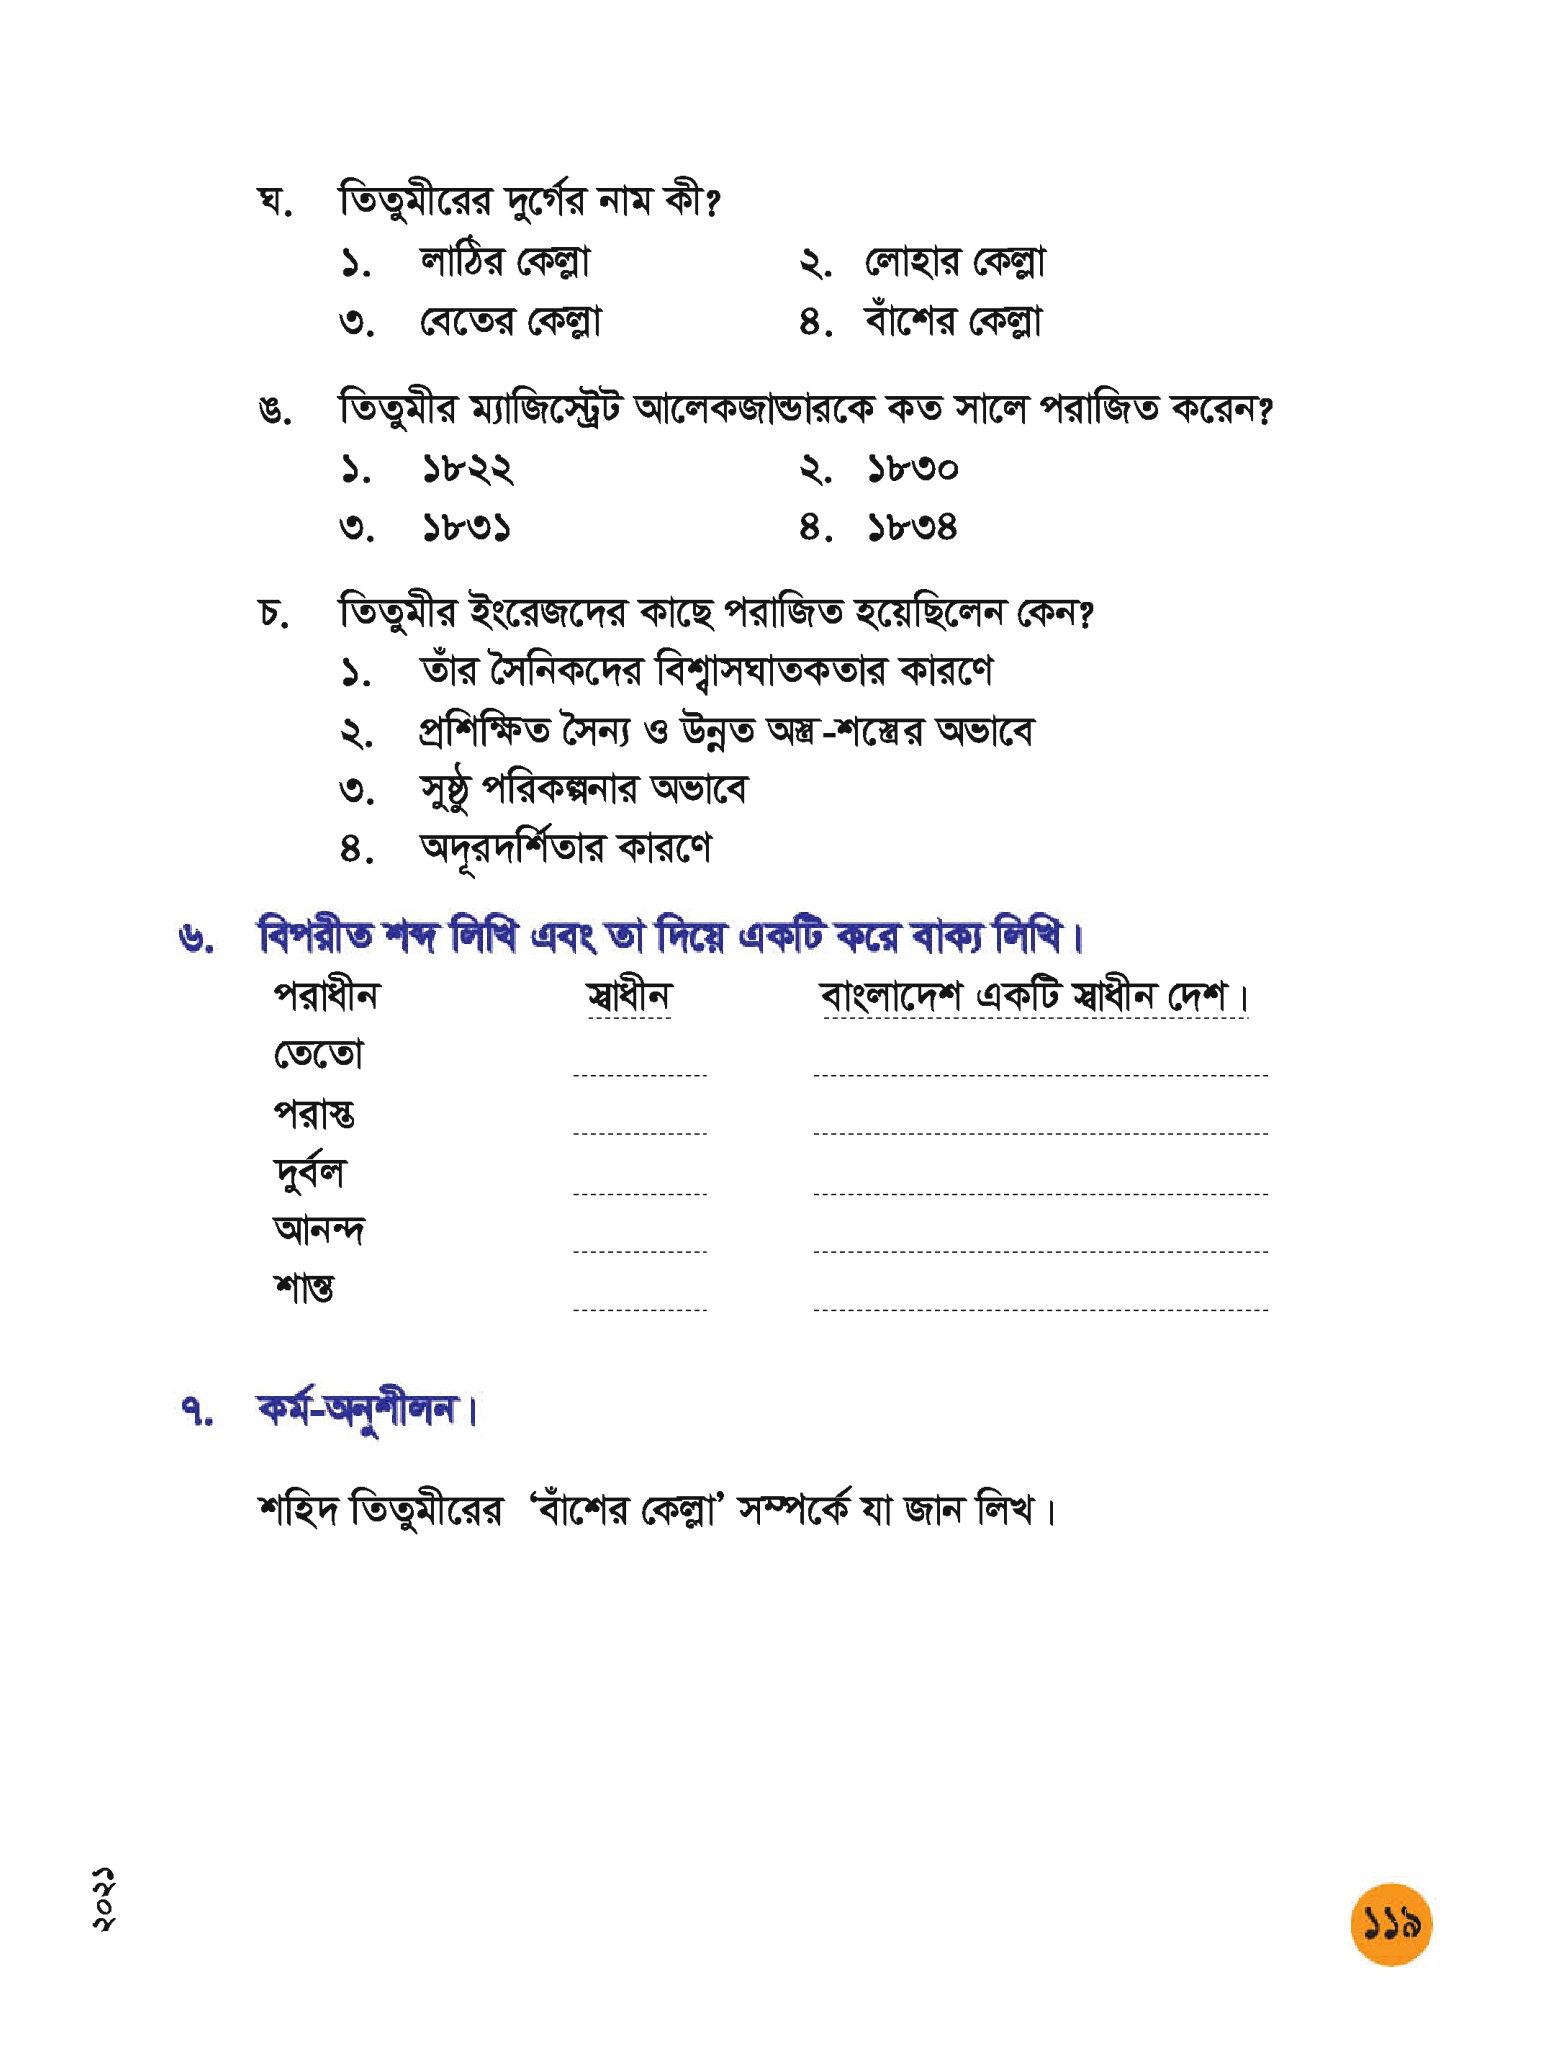 ঘ. তিতুমীরের দুর্গের নাম কী?
১. লাঠির কেল্লা ২. লোহার কেল্লা
৩. বেতের কেল্লা ৪. বাঁশের কেল্লা
ঙ. তিতুমীর ম্যাজিস্ট্রেট আলেকজান্ডারকে কত সালে পরাজিত করেন?
১. ১৮২২ ২. ১৮৩০
৩. ১৮৩১ ৪. ১৮৩৪
চ. তিতুমীর ইংরেজদের কাছে পরাজিত হয়েছিলেন কেন?
১. তাঁর সৈনিকদের বিশ্বাসঘাতকতার কারণে
২. প্রশিক্ষিত সৈন্য ও উন্নত অস্ত্র-শস্ত্রের অভাবে
৩. সুষ্ঠু পরিকল্পনার অভাবে
৪. অদূরদর্শিতার কারণে
৬. বিপরীত শব্দ লিখি এবং তা দিয়ে একটি করে বাক্য লিখি।
পরাধীন স্বাধীন বাংলাদেশ একটি স্বাধীন দেশ।
তেতো
পরাস্ত
দুর্বল
আনন্দ
শান্ত
৭. কর্ম-অনুশীলন।
শহিদ তিতুমীরের ‘বাঁশের কেল্লা’ সম্পর্কে যা জান লিখ।
২০২১
১১৯